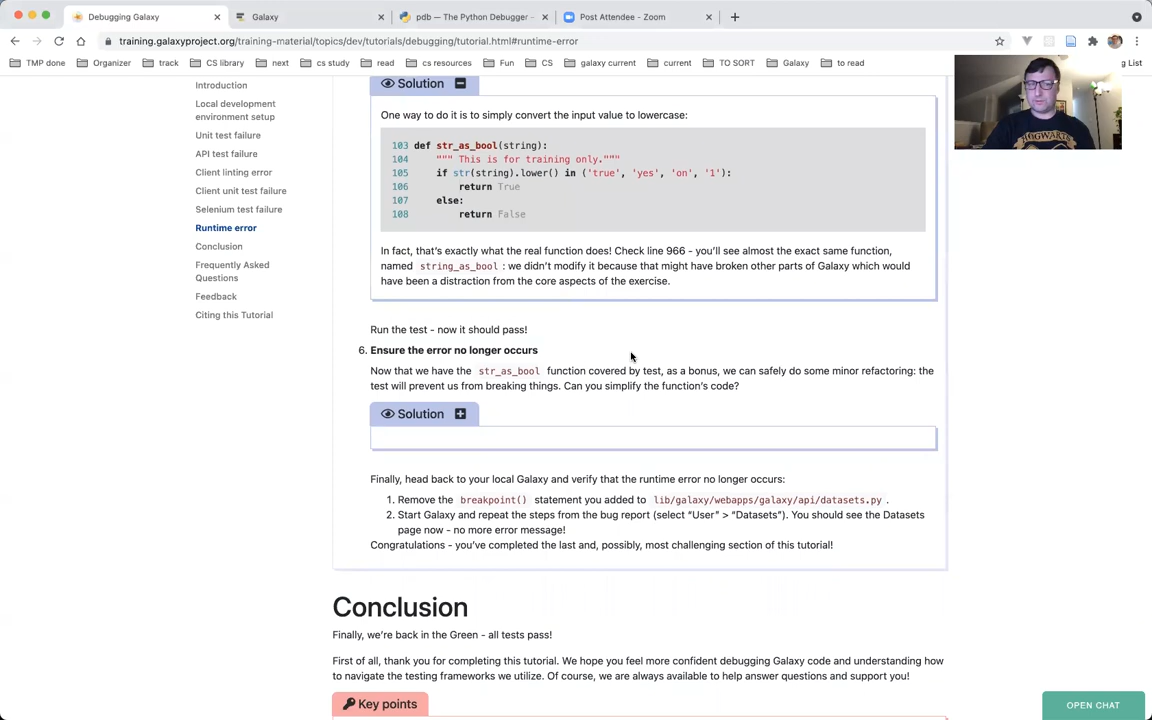 Debugging Galaxy
Galaxy
pdb — The Python Debugger -
Post Attendee - Zoom
training.galaxyproject.org/training-material/topics/dev/tutorials/debugging/tutorial.html#runtime-error
TMP done
Organizer
track
CS library
next
cs study
read
cs resources
Fun
CS
galaxy current
current
TO SORT
Galaxy
to read
ng List
Introduction
Local development
environment setup
Unit test failure
API test failure
Client linting error
Client unit test failure
Selenium test failure
Runtime error
Conclusion
Frequently Asked
Questions
Feedback
Citing this Tutorial
Solution
One way to do it is to simply convert the input value to lowercase:
103 def str_as_bool(string):
104     """ This is for training only."""
105     if str(string).lower() in ('true', 'yes', 'on', '1'):
106         return True
107     else:
108         return False
In fact, that's exactly what the real function does! Check line 966 - you'll see almost the exact same function,
named string_as_bool : we didn't modify it because that might have broken other parts of Galaxy which would
have been a distraction from the core aspects of the exercise.
Run the test - now it should pass!
6. Ensure the error no longer occurs
Now that we have the str_as_bool function covered by test, as a bonus, we can safely do some minor refactoring: the
test will prevent us from breaking things. Can you simplify the function's code?
Solution
Finally, head back to your local Galaxy and verify that the runtime error no longer occurs:
1. Remove the breakpoint() statement you added to lib/galaxy/webapps/galaxy/api/datasets.py .
2. Start Galaxy and repeat the steps from the bug report (select “User” > “Datasets”). You should see the Datasets
page now - no more error message!
Congratulations - you've completed the last and, possibly, most challenging section of this tutorial!
Conclusion
Finally, we're back in the Green - all tests pass!
First of all, thank you for completing this tutorial. We hope you feel more confident debugging Galaxy code and understanding how
to navigate the testing frameworks we utilize. Of course, we are always available to help answer questions and support you!
Key points
OPEN CHAT
HOGWARTS